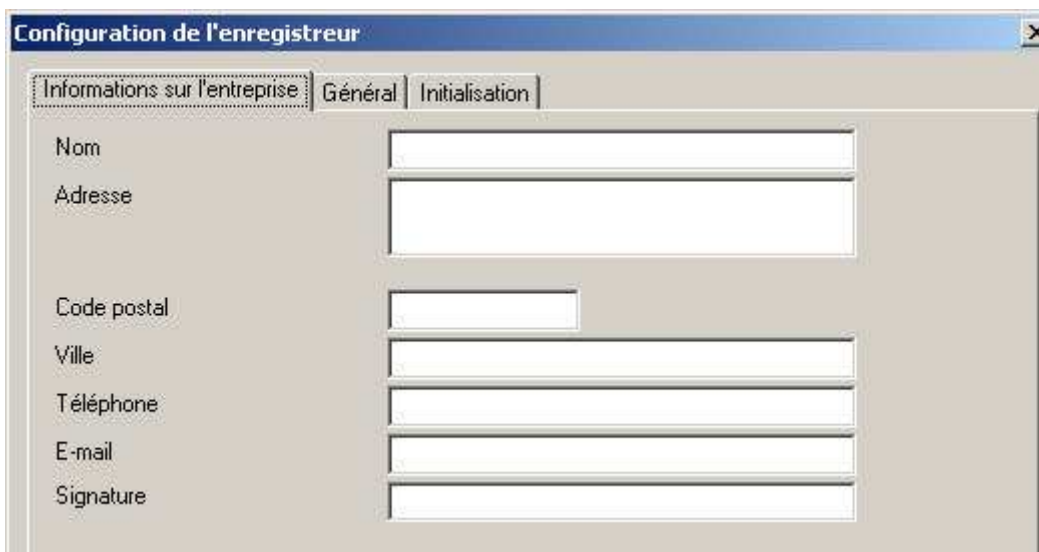 Configuration de l'enregistreur
Informations sur l'entreprise Général Initialisation
Nom
Adresse
Code postal
Ville
Téléphone
E-mail
Signature